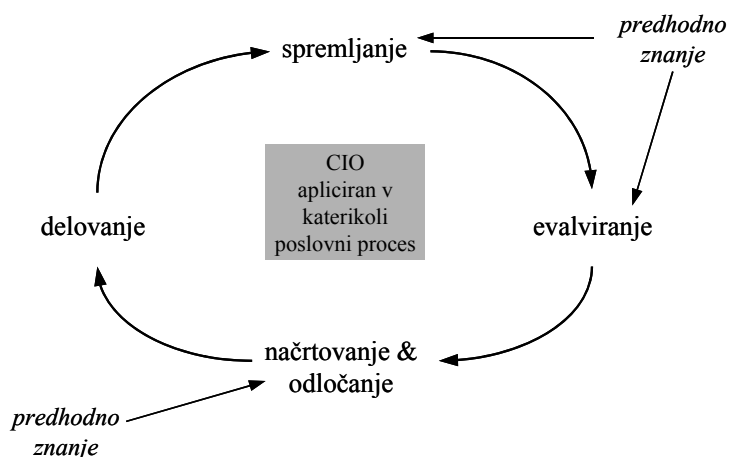 spremljanje
predhodno
znanje
CIO
apliciran v
katerikoli
poslovni proces
delovanje
evalviranje
načrtovanje &
odločanje
predhodno
znanje